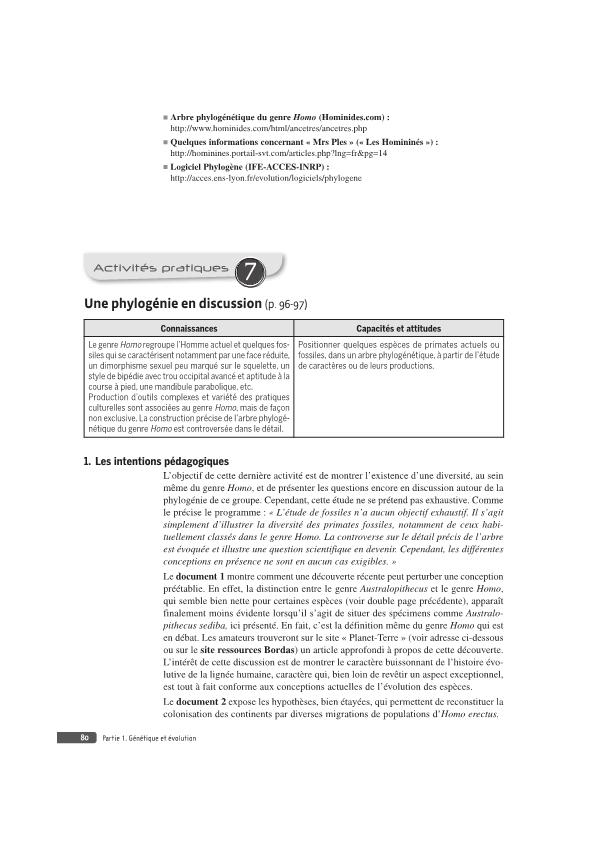 ■ Arbre phylogénétique du genre Homo (Hominides.com) :
http://www.hominides.com/html/ancetres/ancetres.php
■ Quelques informations concernant « Mrs Ples » (« Les Homininés ») :
http://hominines.portail-svt.com/articles.php?lng=fr&pg=14
■ Logiciel Phylogène (IFE-ACCES-INRP) :
http://acces.ens-lyon.fr/evolution/logiciels/phylogene
Activités pratiques 7
Une phylogénie en discussion (p. 96-97)
Connaissances
Le genre Homo regroupe l'Homme actuel et quelques fos-
siles qui se caractérisent notamment par une face réduite,
un dimorphisme sexuel peu marqué sur le squelette, un
style de bipédie avec trou occipital avancé et aptitude à la
course à pied, une mandibule parabolique, etc.
Production d'outils complexes et variété des pratiques
culturelles sont associées au genre Homo, mais de façon
non exclusive. La construction précise de l'arbre phylogé-
nétique du genre Homo est controversée dans le détail.
Capacités et attitudes
Positionner quelques espèces de primates actuels ou
fossiles, dans un arbre phylogénétique, à partir de l'étude
de caractères ou de leurs productions.
1. Les intentions pédagogiques
L'objectif de cette dernière activité est de montrer l'existence d'une diversité, au sein
même du genre Homo, et de présenter les questions encore en discussion autour de la
phylogénie de ce groupe. Cependant, cette étude ne se prétend pas exhaustive. Comme
le précise le programme : « L'étude de fossiles n'a aucun objectif exhaustif. Il s'agit
simplement d'illustrer la diversité des primates fossiles, notamment de ceux habi-
tuellement classés dans le genre Homo. La controverse sur le détail précis de l'arbre
est évoquée et illustre une question scientifique en devenir. Cependant, les différentes
conceptions en présence ne sont en aucun cas exigibles. »
Le document 1 montre comment une découverte récente peut perturber une conception
préétablie. En effet, la distinction entre le genre Australopithecus et le genre Homo,
qui semble bien nette pour certaines espèces (voir double page précédente), apparaît
finalement moins évidente lorsqu'il s'agit de situer des spécimens comme Australo-
pithecus sediba, ici présenté. En fait, c'est la définition même du genre Homo qui est
en débat. Les amateurs trouveront sur le site « Planet-Terre » (voir adresse ci-dessous
ou sur le site ressources Bordas) un article approfondi à propos de cette découverte.
L'intérêt de cette discussion est de montrer le caractère buissonnant de l'histoire évo-
lutive de la lignée humaine, caractère qui, bien loin de revêtir un aspect exceptionnel,
est tout à fait conforme aux conceptions actuelles de l'évolution des espèces.
Le document 2 expose les hypothèses, bien étayées, qui permettent de reconstituer la
colonisation des continents par diverses migrations de populations d'Homo erectus.
80 Partie 1. Génétique et évolution